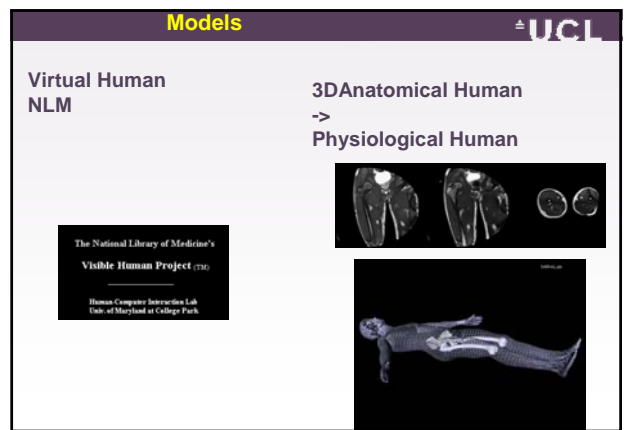 Models
UCL
Virtual Human
NLM
3DAnatomical Human
->
Physiological Human
The National Library of Medicine's
Visible Human Project (TM)
Human-Computer Interaction Lab
Univ. of Maryland at College Park